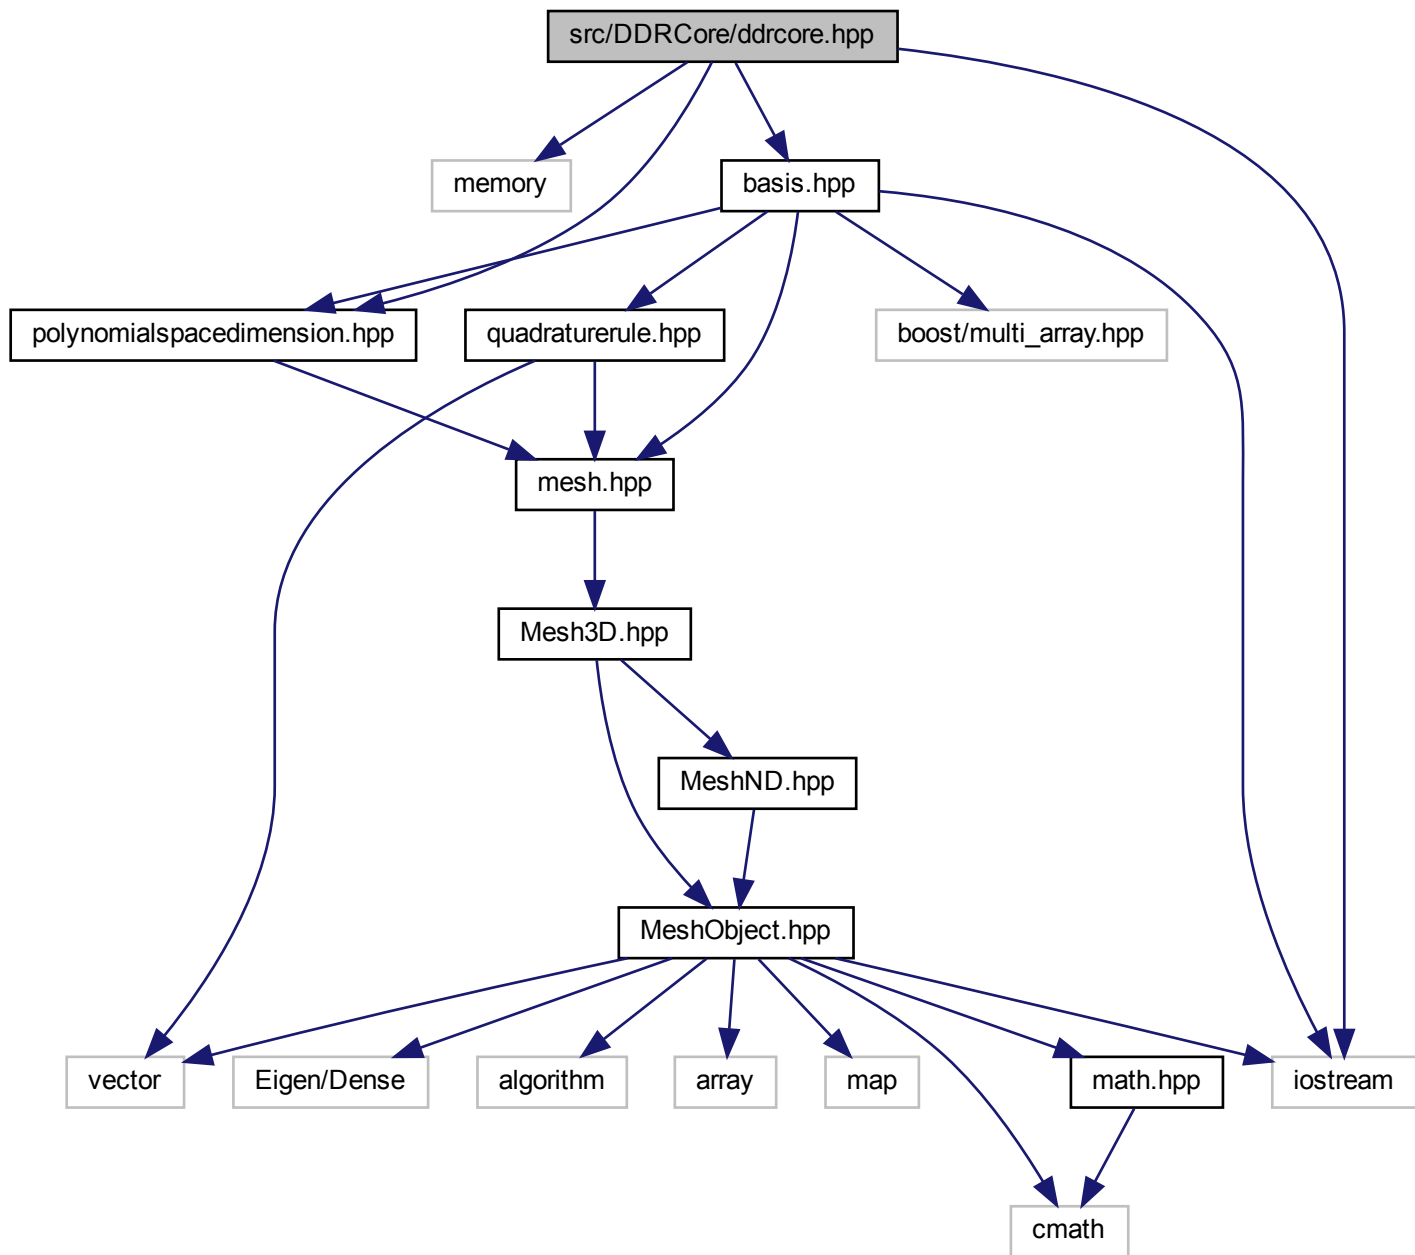 src/DDRCore/ddrcore.hpp
memory
basis.hpp
polynomialspacedimension.hpp
quadraturerule.hpp
boost/multi_array.hpp
mesh.hpp
Mesh3D.hpp
MeshND.hpp
MeshObject.hpp
vector
Eigen/Dense
algorithm
array
map
math.hpp
iostream
cmath